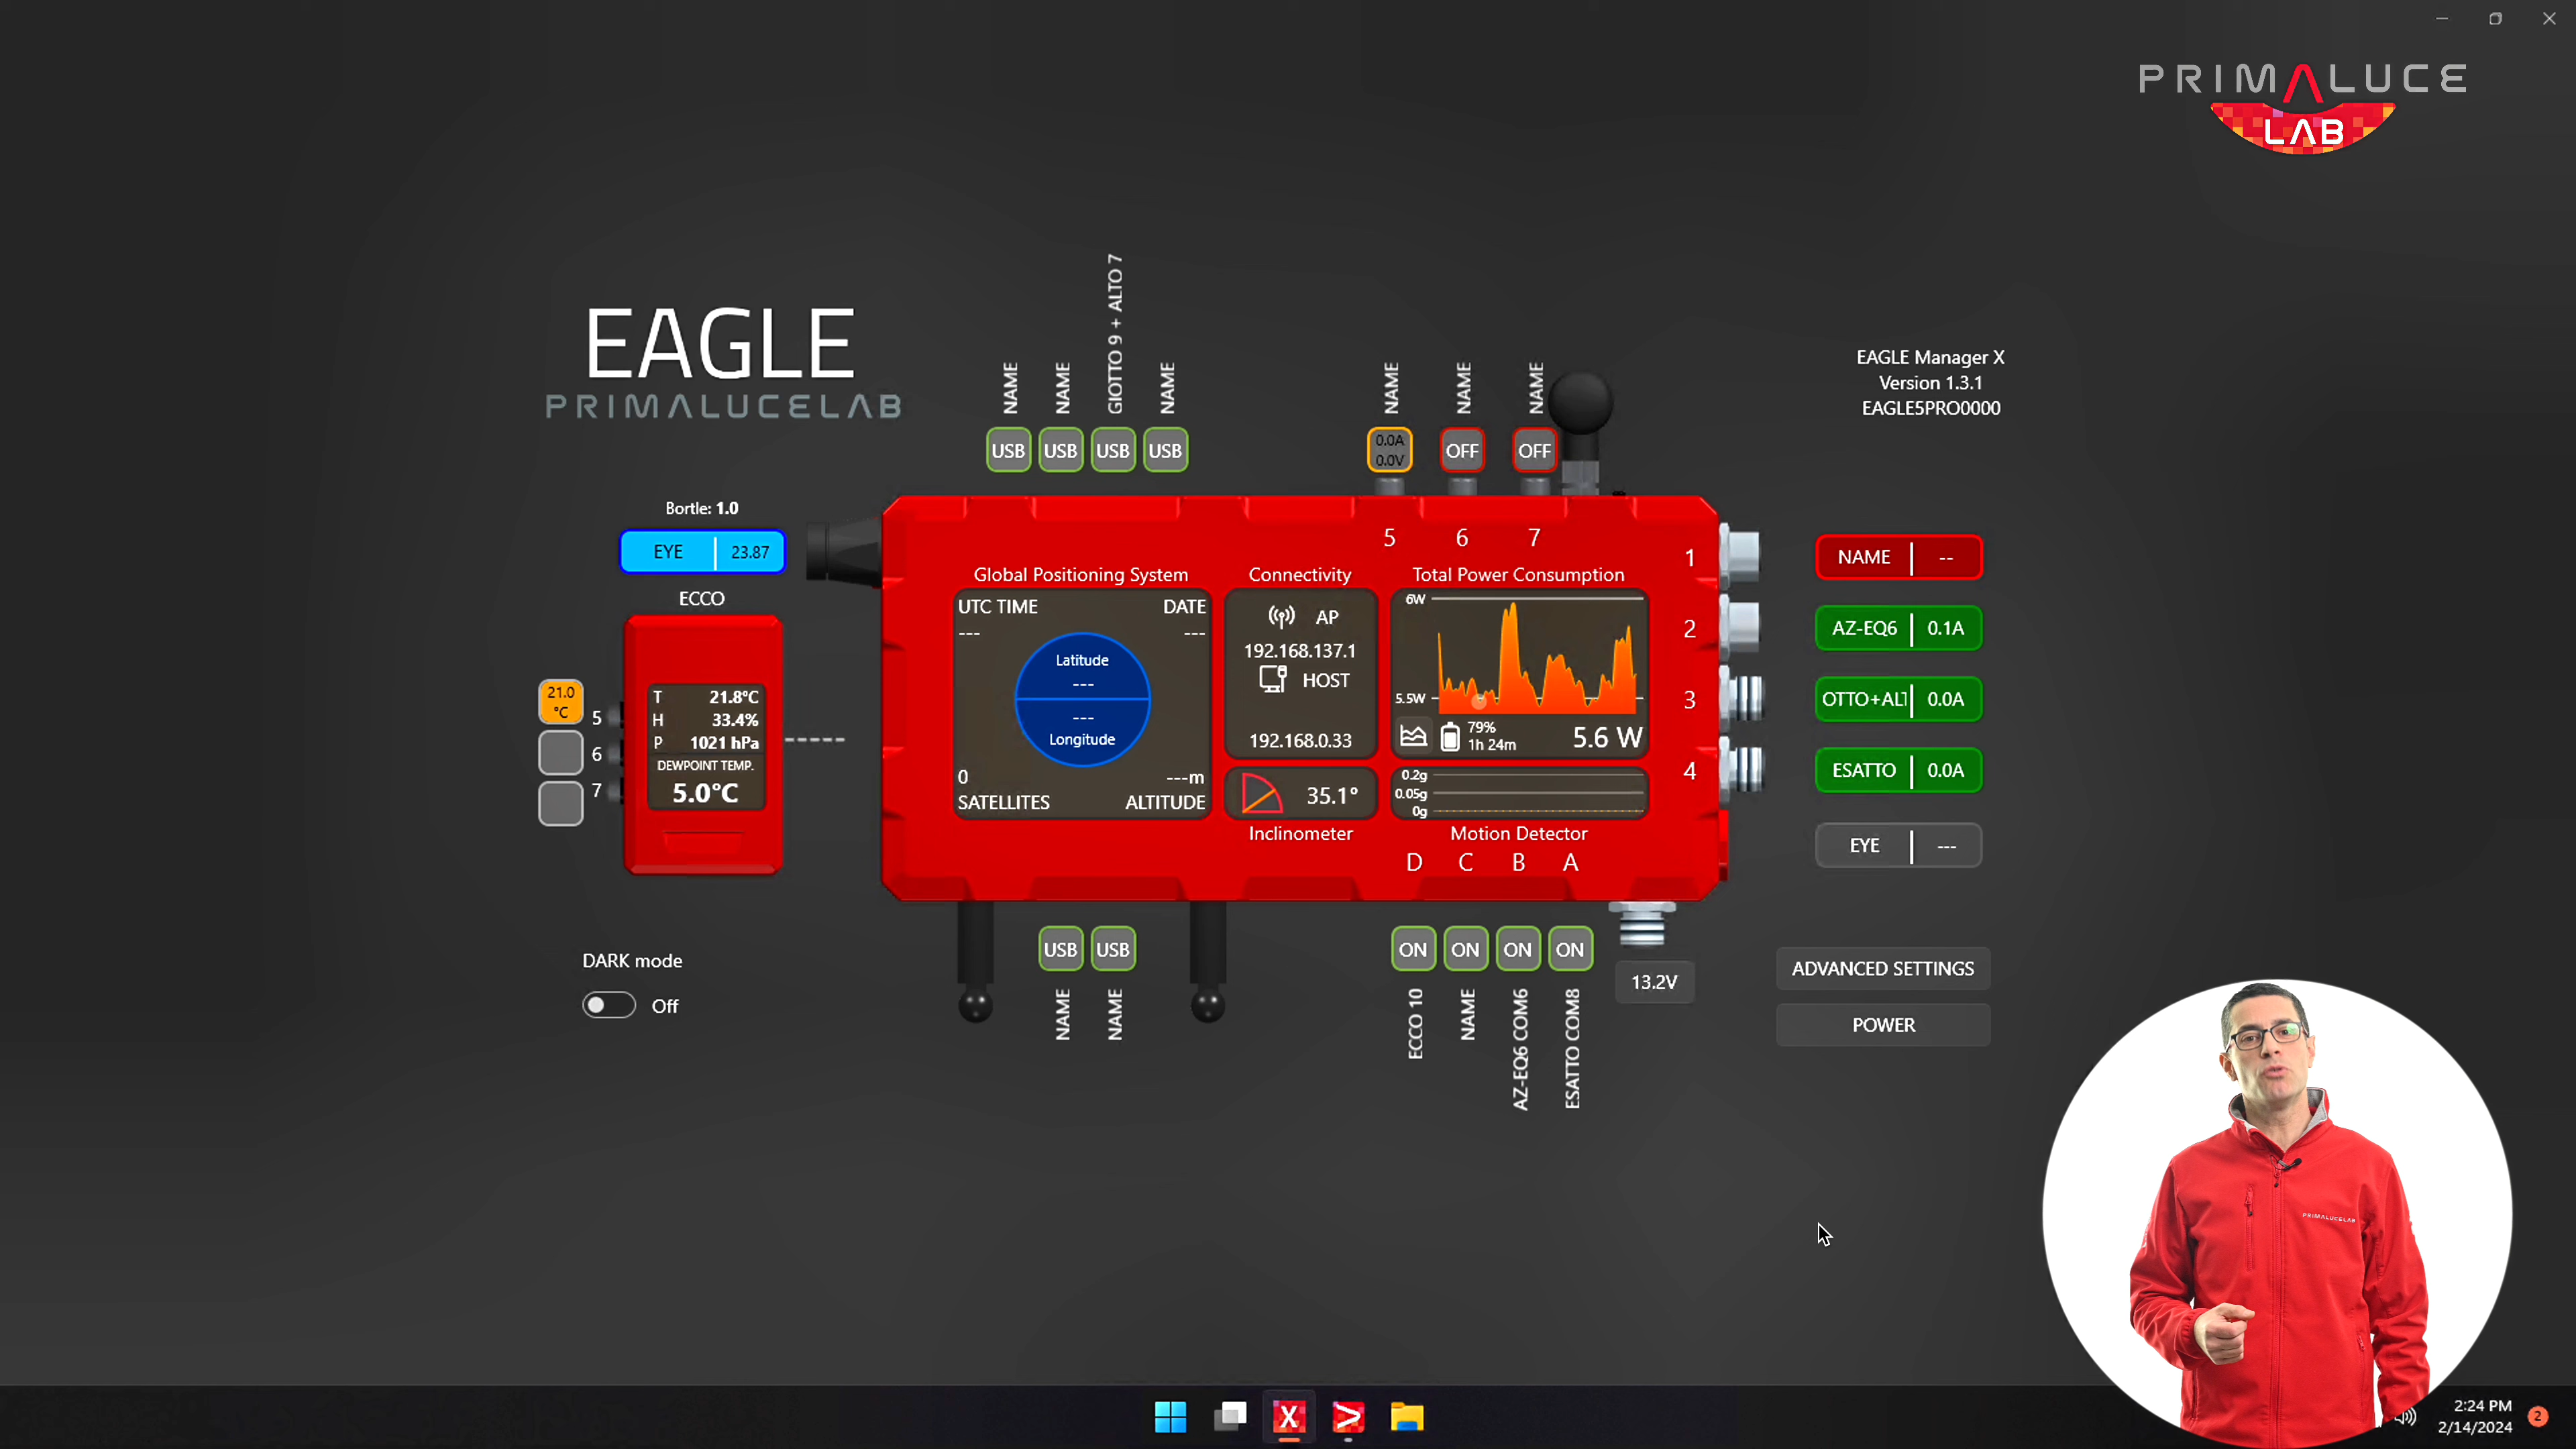 PRIMALUCE
LAB
EAGLE
PRIMALUCELAB
EAGLE Manager X
Version 1.3.1
EAGLE5PRO0000
NAME
NAME
GIOTTO 9 + ALTO 7
NAME
USB
USB
USB
USB
NAME
NAME
NAME
0.0A
0.0V
OFF
OFF
5
6
7
Bortle: 1.0
EYE
23.87
ECCO
21.0
°C
5
6
7
T 21.8°C
H 33.4%
P 1021 hPa
DEWPOINT TEMP.
5.0°C
Global Positioning System
UTC TIME
DATE
---
---
Latitude
---
---
Longitude
0
---m
SATELLITES
ALTITUDE
Connectivity
AP
192.168.137.1
HOST
192.168.0.33
35.1°
Inclinometer
Total Power Consumption
6W
5.5W
79%
1h 24m
5.6 W
0.2g
0.05g
0g
Motion Detector
D
C
B
A
1
2
3
4
NAME
--
AZ-EQ6
0.1A
OTTO+ALT
0.0A
ESATTO
0.0A
EYE
---
DARK mode
Off
USB
USB
NAME
NAME
ON
ON
ON
ON
ECCO 10
NAME
AZ-EQ6 COM6
ESATTO COM8
13.2V
ADVANCED SETTINGS
POWER
PRIMALUCELAB
X
2:24 PM
2/14/2024
2